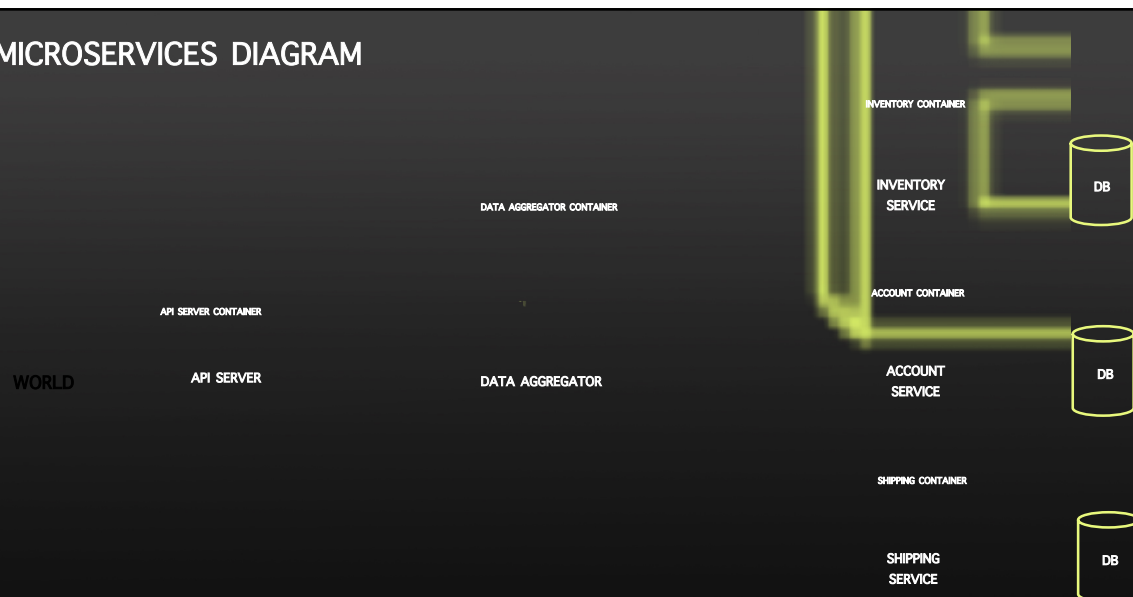 MICROSERVICES DIAGRAM
INVENTORY CONTAINER
INVENTORY
SERVICE
DB
DATA AGGREGATOR CONTAINER
ACCOUNT CONTAINER
API SERVER CONTAINER
WORLD
API SERVER
DATA AGGREGATOR
ACCOUNT
SERVICE
DB
SHIPPING CONTAINER
SHIPPING
SERVICE
DB